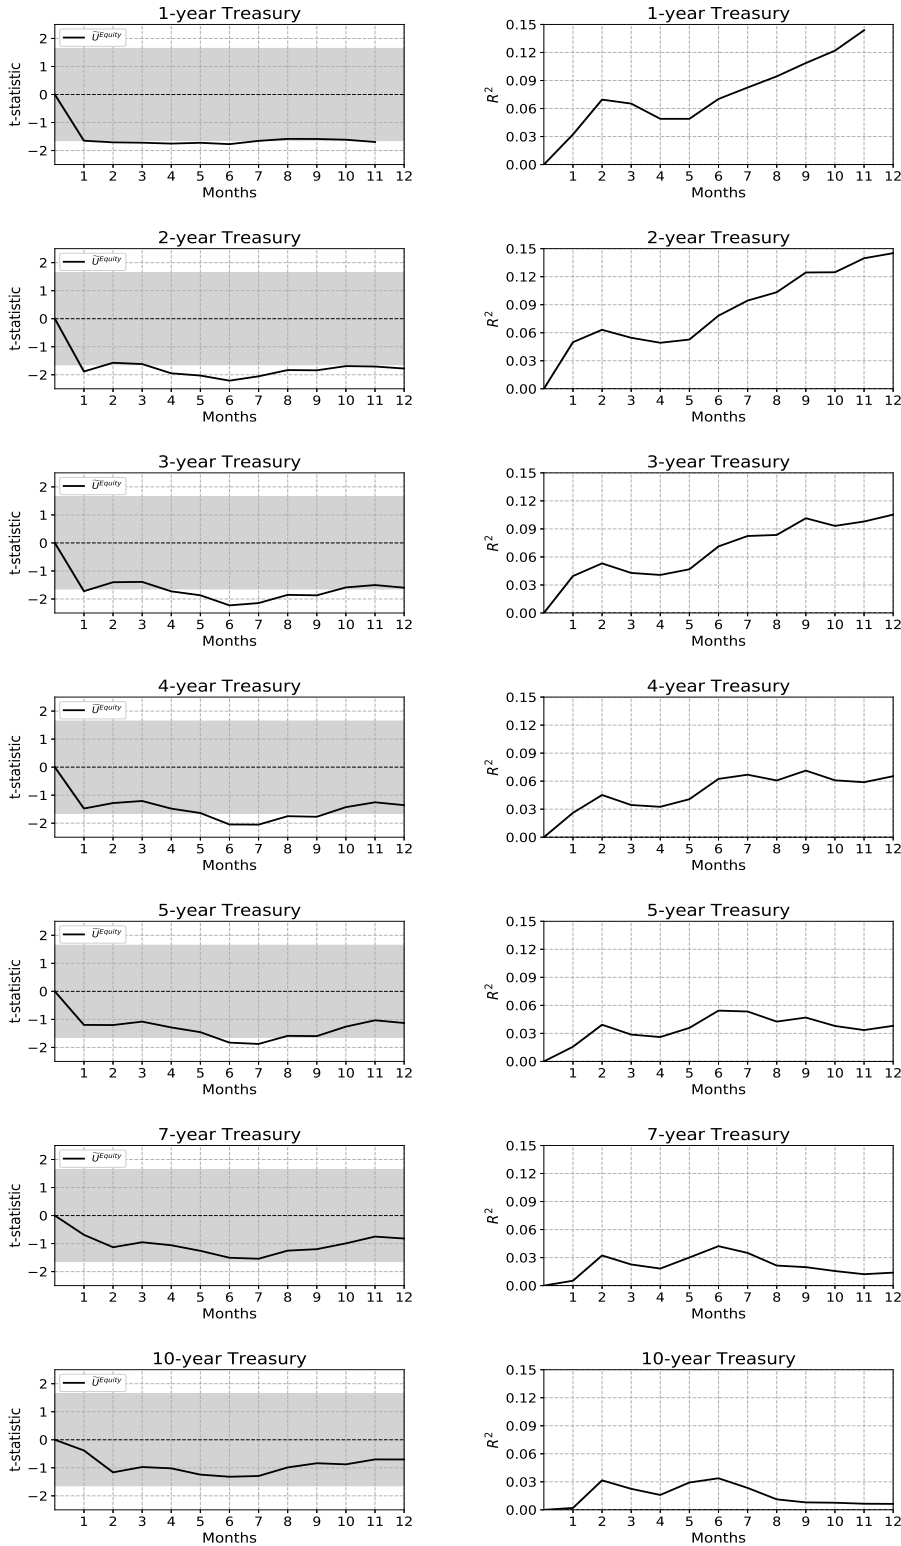 1-year Treasury
2
1
0
−1
−2
t-statistic
Ũ^Equity
1 2 3 4 5 6 7 8 9 10 11 12
Months
1-year Treasury
0.15
0.12
0.09
0.06
0.03
0.00
R²
1 2 3 4 5 6 7 8 9 10 11 12
Months
2-year Treasury
2
1
0
−1
−2
t-statistic
Ũ^Equity
1 2 3 4 5 6 7 8 9 10 11 12
Months
2-year Treasury
0.15
0.12
0.09
0.06
0.03
0.00
R²
1 2 3 4 5 6 7 8 9 10 11 12
Months
3-year Treasury
2
1
0
−1
−2
t-statistic
Ũ^Equity
1 2 3 4 5 6 7 8 9 10 11 12
Months
3-year Treasury
0.15
0.12
0.09
0.06
0.03
0.00
R²
1 2 3 4 5 6 7 8 9 10 11 12
Months
4-year Treasury
2
1
0
−1
−2
t-statistic
Ũ^Equity
1 2 3 4 5 6 7 8 9 10 11 12
Months
4-year Treasury
0.15
0.12
0.09
0.06
0.03
0.00
R²
1 2 3 4 5 6 7 8 9 10 11 12
Months
5-year Treasury
2
1
0
−1
−2
t-statistic
Ũ^Equity
1 2 3 4 5 6 7 8 9 10 11 12
Months
5-year Treasury
0.15
0.12
0.09
0.06
0.03
0.00
R²
1 2 3 4 5 6 7 8 9 10 11 12
Months
7-year Treasury
2
1
0
−1
−2
t-statistic
Ũ^Equity
1 2 3 4 5 6 7 8 9 10 11 12
Months
7-year Treasury
0.15
0.12
0.09
0.06
0.03
0.00
R²
1 2 3 4 5 6 7 8 9 10 11 12
Months
10-year Treasury
2
1
0
−1
−2
t-statistic
Ũ^Equity
1 2 3 4 5 6 7 8 9 10 11 12
Months
10-year Treasury
0.15
0.12
0.09
0.06
0.03
0.00
R²
1 2 3 4 5 6 7 8 9 10 11 12
Months